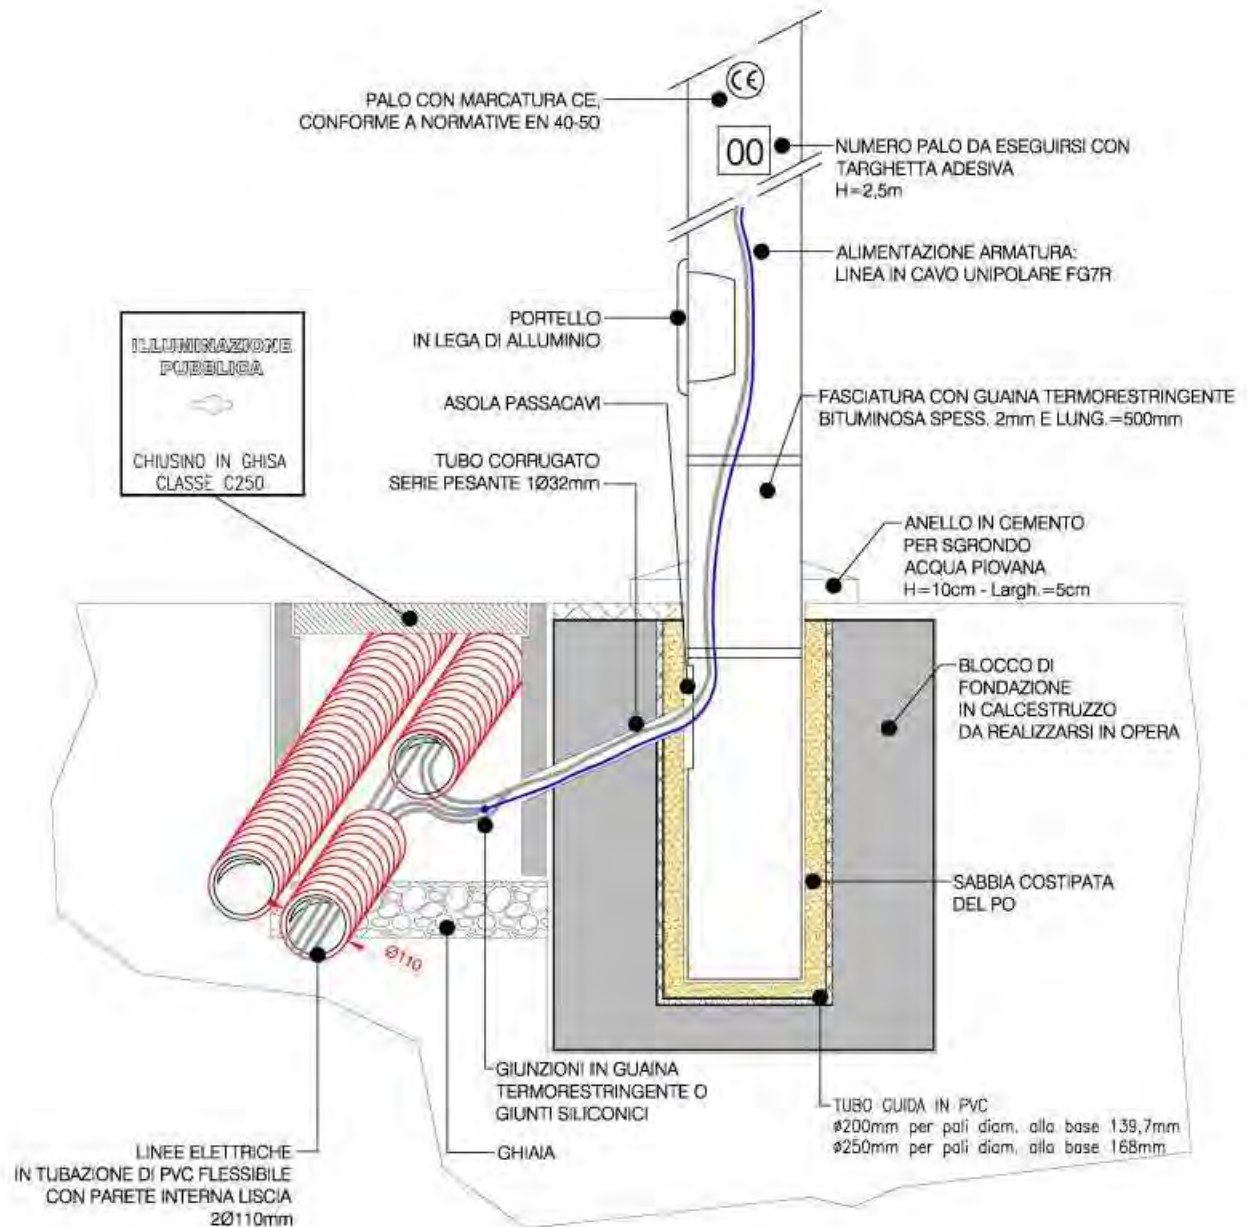 CE
PALO CON MARCATURA CE,
CONFORME A NORMATIVE EN 40-50
00
NUMERO PALO DA ESEGUIRSI CON
TARGHETTA ADESIVA
H=2,5m
ALIMENTAZIONE ARMATURA:
LINEA IN CAVO UNIPOLARE FG7R
PORTELLO
IN LEGA DI ALLUMINIO
ILLUMINAZIONE
PUBBLICA
CHIUSINO IN GHISA
CLASSE C250
ASOLA PASSACAVI
FASCIATURA CON GUAINA TERMORESTRINGENTE
BITUMINOSA SPESS. 2mm E LUNG.=500mm
TUBO CORRUGATO
SERIE PESANTE 1Ø32mm
ANELLO IN CEMENTO
PER SGRONDO
ACQUA PIOVANA
H=10cm - Largh.=5cm
BLOCCO DI
FONDAZIONE
IN CALCESTRUZZO
DA REALIZZARSI IN OPERA
SABBIA COSTIPATA
DEL PO
Ø110
GIUNZIONI IN GUAINA
TERMORESTRINGENTE O
GIUNTI SILICONICI
TUBO GUIDA IN PVC
ø200mm per pali diam. alla base 139,7mm
ø250mm per pali diam. alla base 168mm
GHIAIA
LINEE ELETTRICHE
IN TUBAZIONE DI PVC FLESSIBILE
CON PARETE INTERNA LISCIA
2Ø110mm